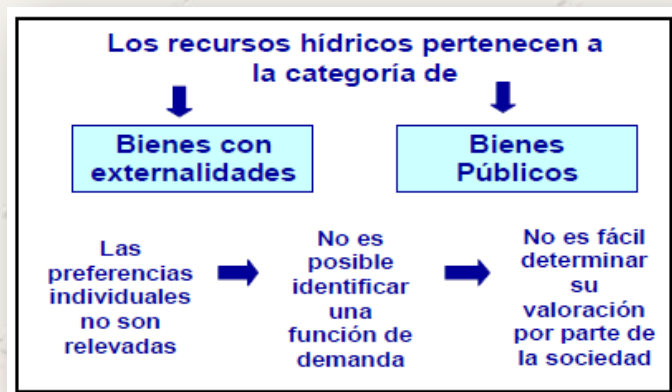 Los recursos hídricos pertenecen a
la categoría de
Bienes con
externalidades
Bienes
Públicos
Las
preferencias
individuales
no son
relevadas
No es
posible
identificar
una
función de
demanda
No es fácil
determinar
su
valoración
por parte de
la sociedad